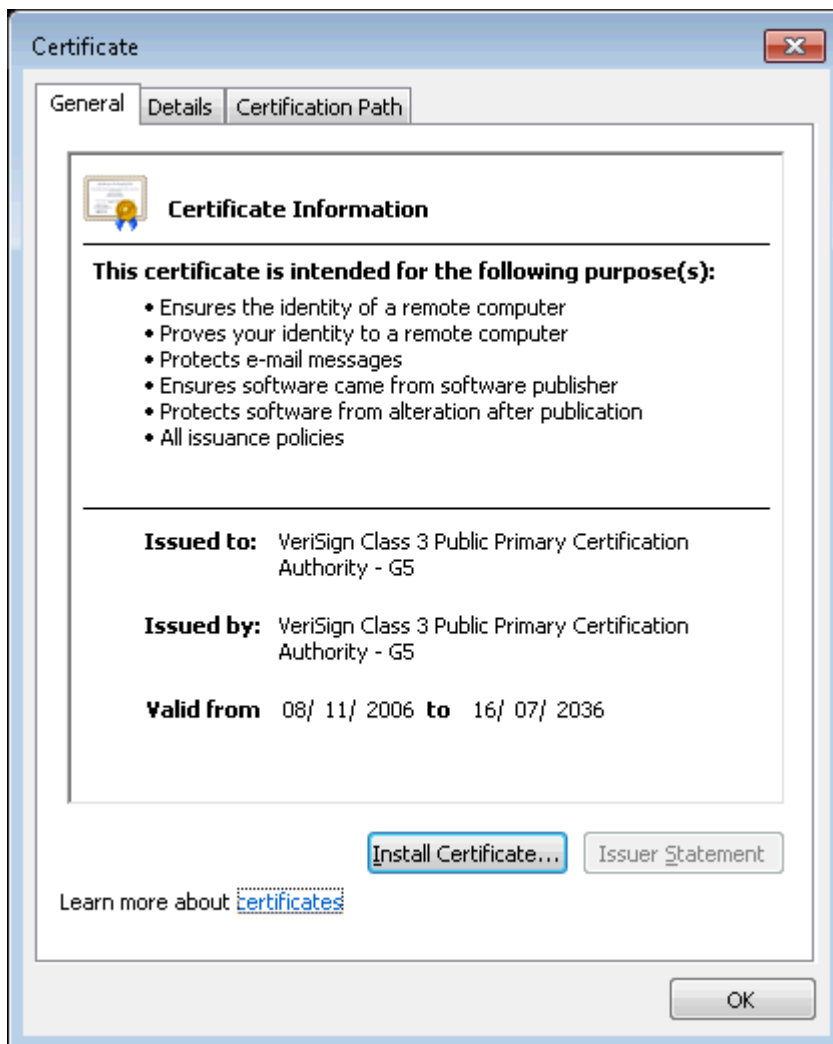 Certificate
General Details Certification Path
Certificate Information
This certificate is intended for the following purpose(s):
• Ensures the identity of a remote computer
• Proves your identity to a remote computer
• Protects e-mail messages
• Ensures software came from software publisher
• Protects software from alteration after publication
• All issuance policies
Issued to: VeriSign Class 3 Public Primary Certification
Authority - G5
Issued by: VeriSign Class 3 Public Primary Certification
Authority - G5
Valid from 08/ 11/ 2006 to 16/ 07/ 2036
Install Certificate... Issuer Statement
Learn more about certificates
OK